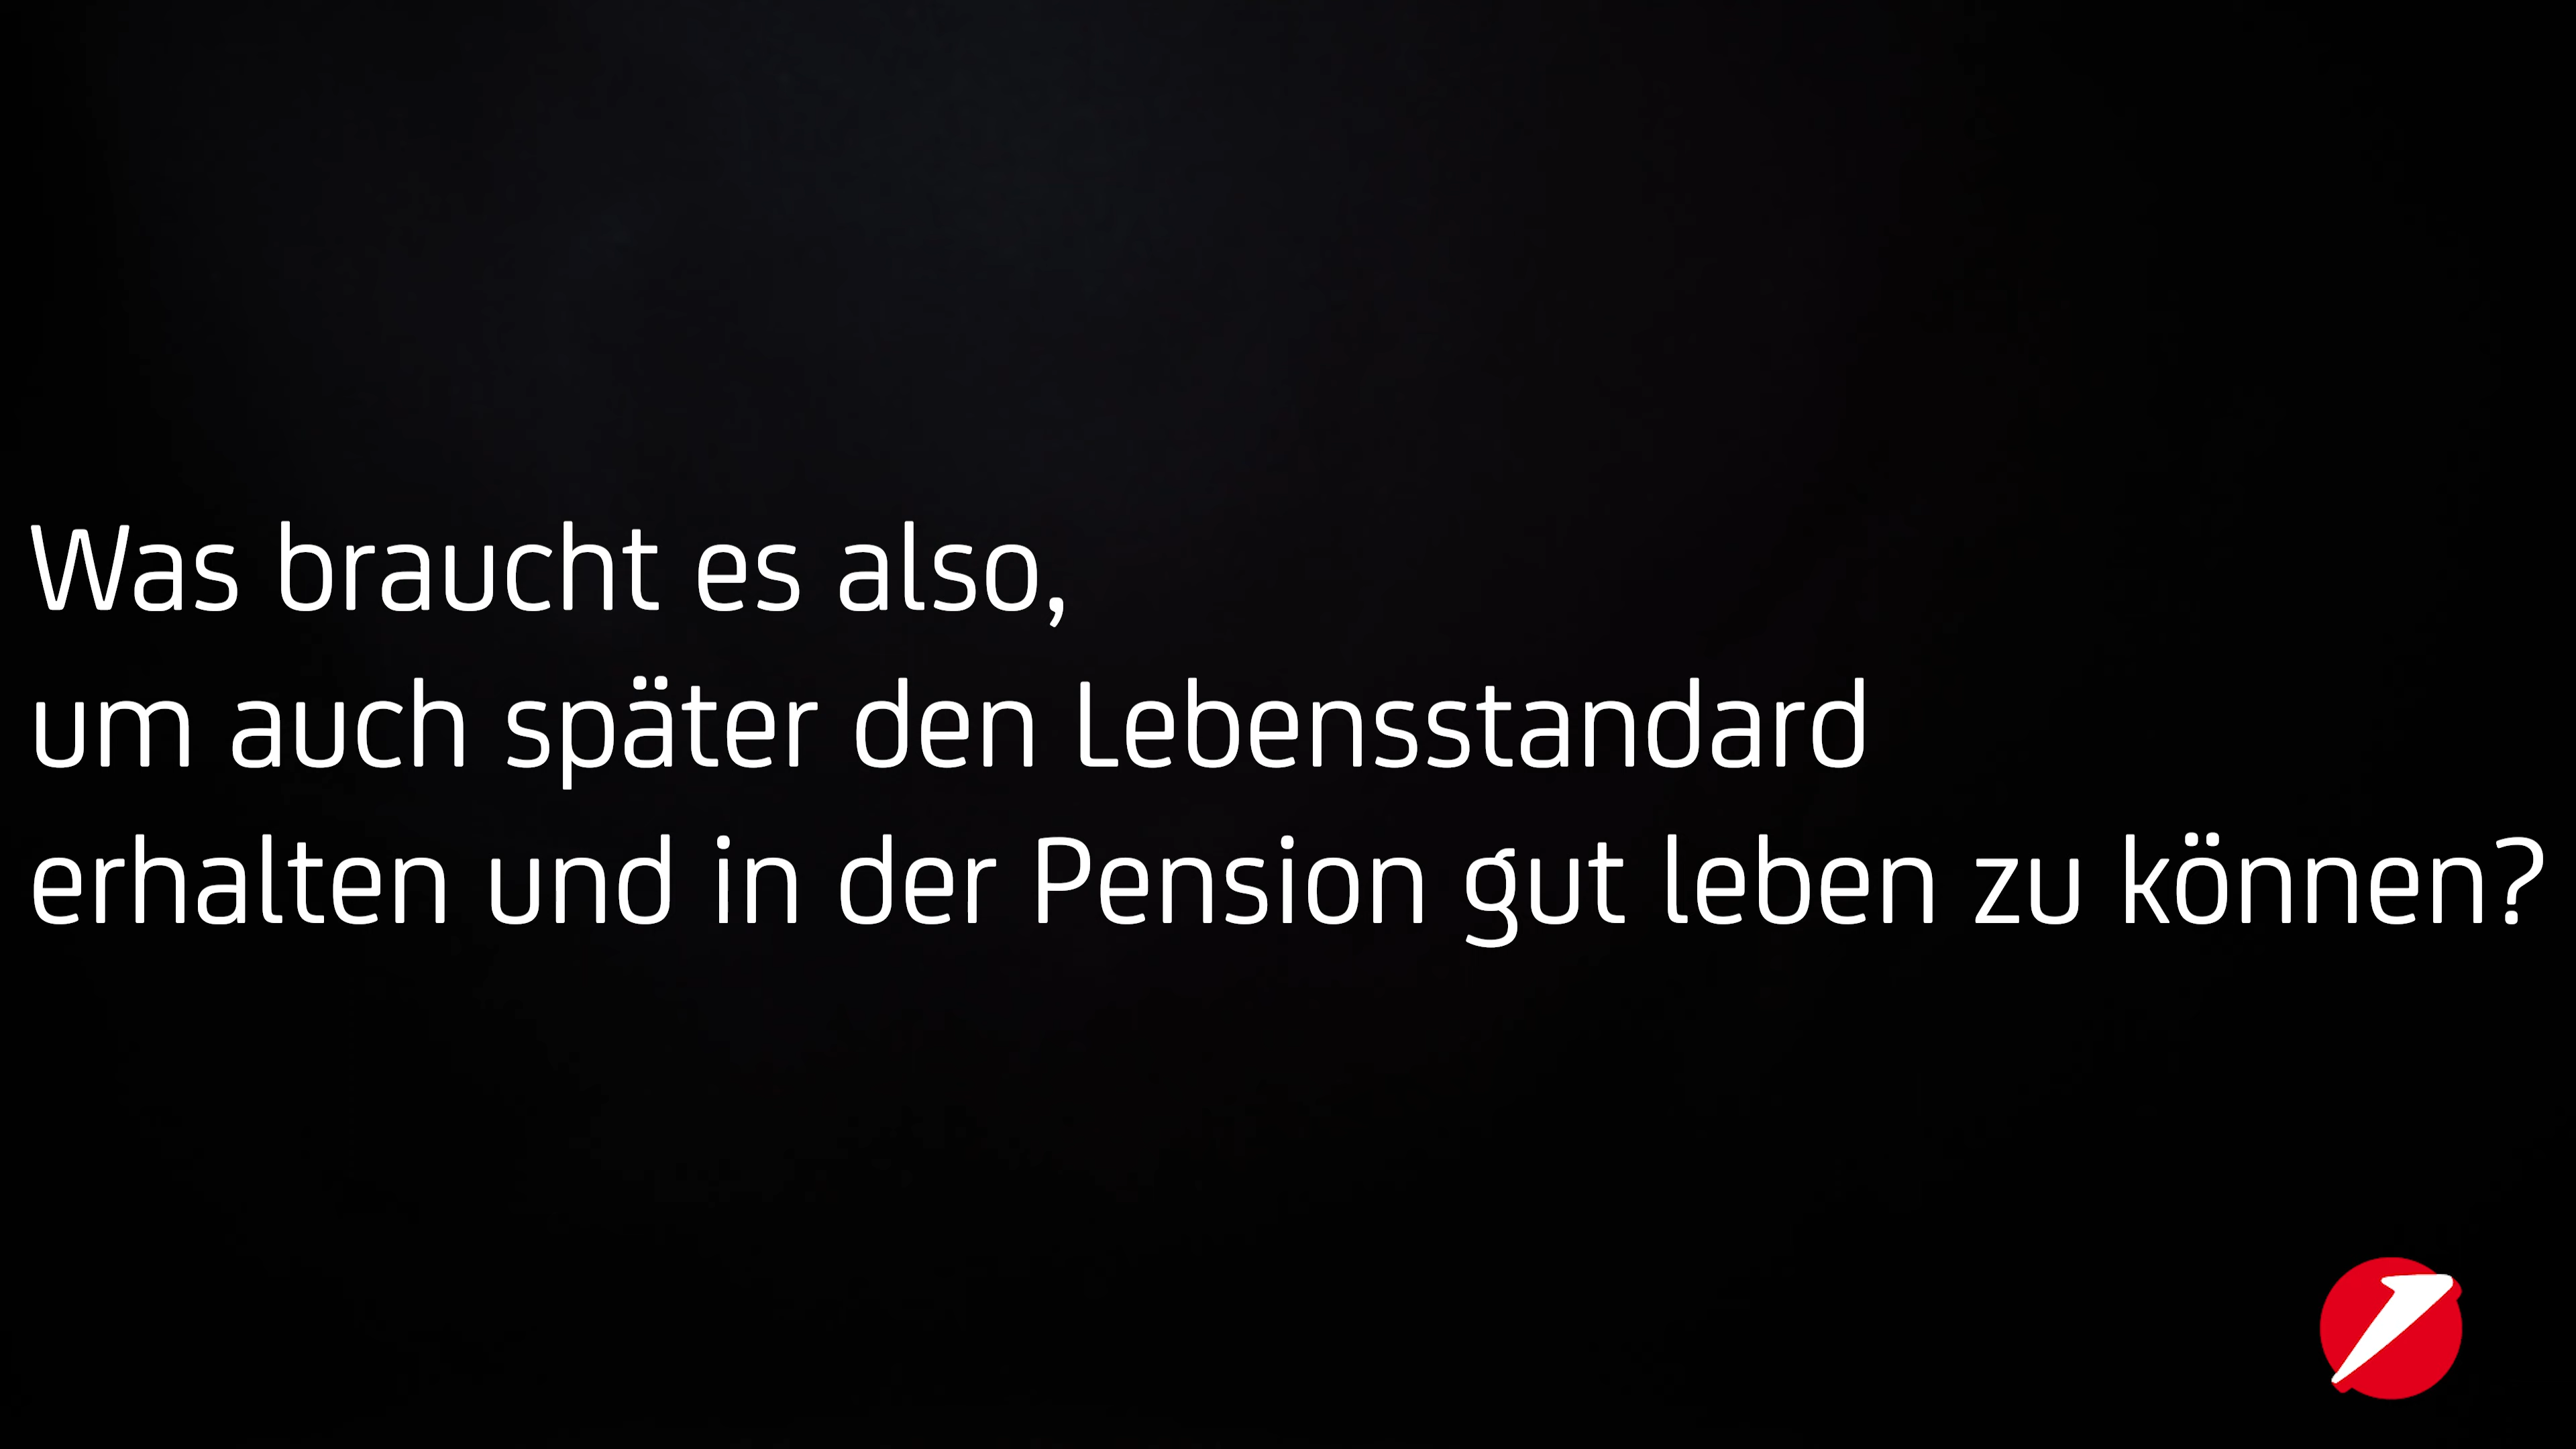 Was braucht es also,
um auch später den Lebensstandard
erhalten und in der Pension gut leben zu können?